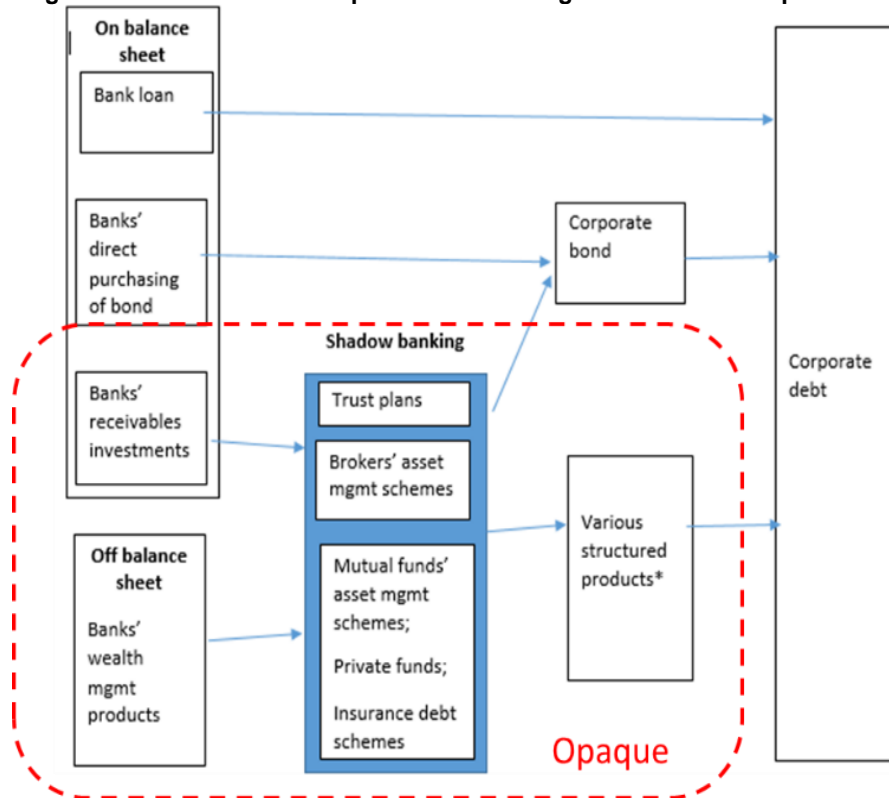 On balance
sheet
Bank loan
Banks'
direct
purchasing
of bond
Corporate
bond
Shadow banking
Banks'
receivables
investments
Trust plans
Brokers' asset
mgmt schemes
Corporate
debt
Various
structured
products*
Off balance
sheet
Banks'
wealth
mgmt
products
Mutual funds'
asset mgmt
schemes;
Private funds;
Insurance debt
schemes
Opaque